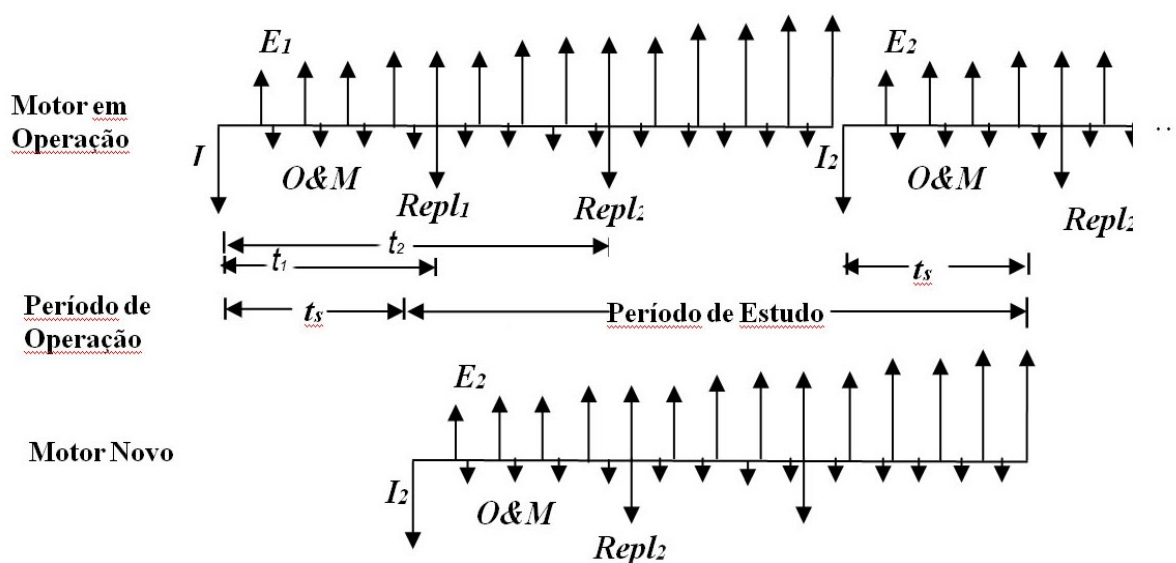 E1
E2
Motor em
Operação
I
O&M
Repl1
Repl2
I2
O&M
Repl2
...
t2
t1
ts
Período de
Operação
ts
Período de Estudo
E2
Motor Novo
I2
O&M
Repl2